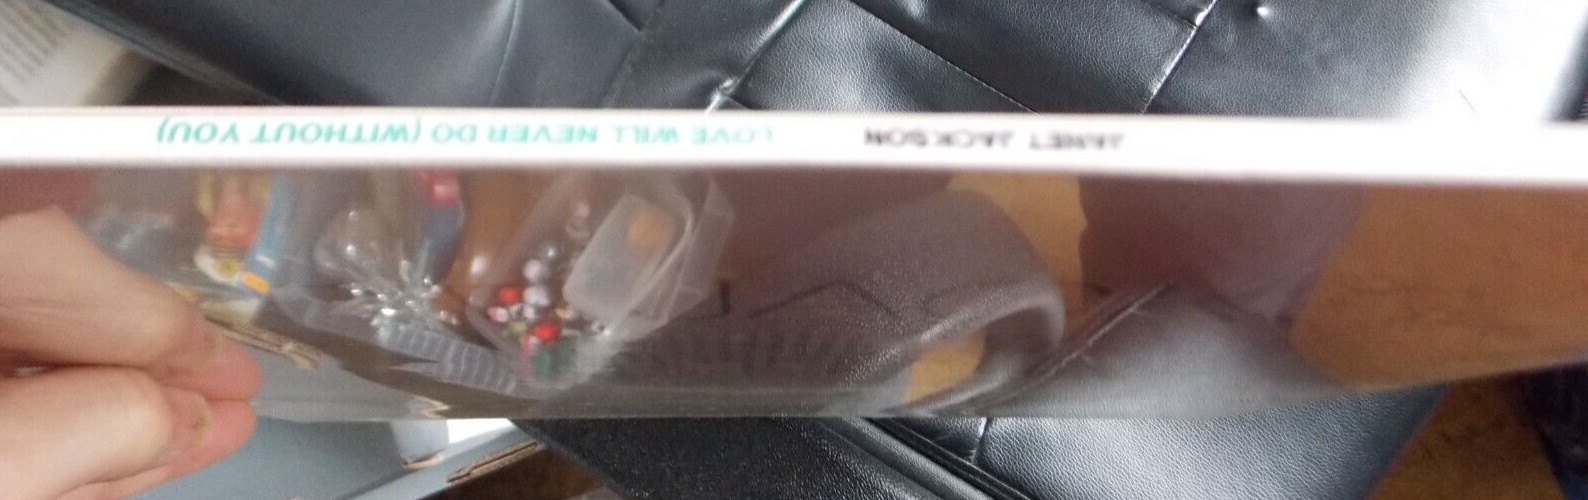 JANET JACKSON LOVE WILL NEVER DO (WITHOUT YOU)